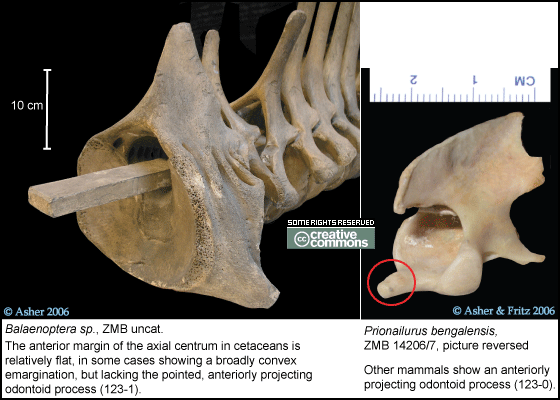 10 cm
2 1 CM
SOME RIGHTS RESERVED
cc creative
commons
© Asher 2006
© Asher & Fritz 2006
Balaenoptera sp., ZMB uncat.
The anterior margin of the axial centrum in cetaceans is
relatively flat, in some cases showing a broadly convex
emargination, but lacking the pointed, anteriorly projecting
odontoid process (123-1).
Prionailurus bengalensis,
ZMB 14206/7, picture reversed
Other mammals show an anteriorly
projecting odontoid process (123-0).